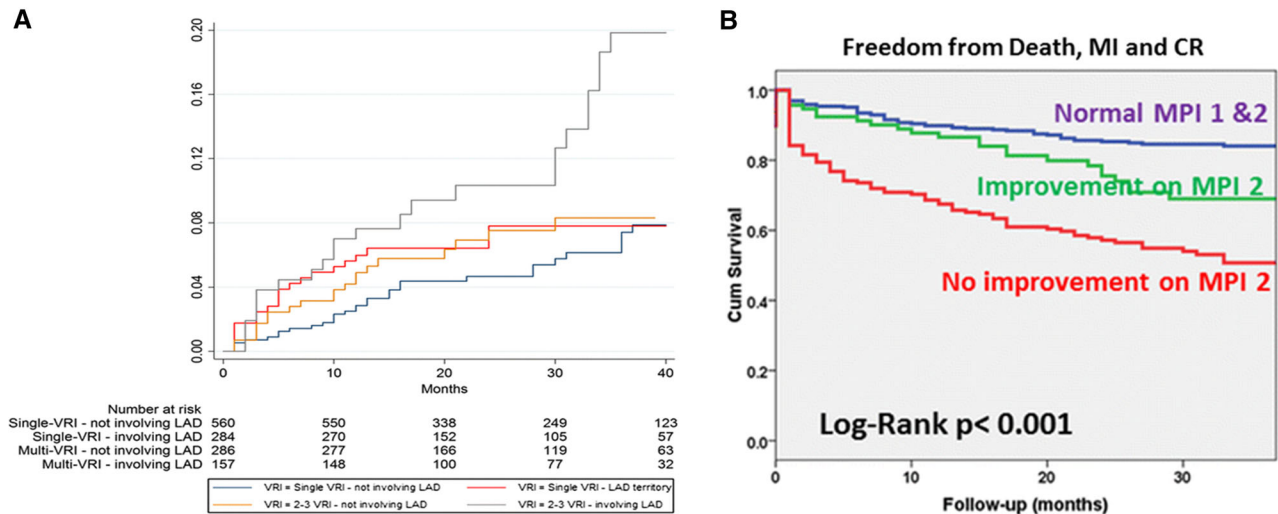 A
0.20
0.16
0.12
0.08
0.04
0.00
0 10 20 30 40
Months
Number at risk
Single-VRI - not involving LAD 560 550 338 249 123
Single-VRI - involving LAD 284 270 152 105 57
Multi-VRI - not involving LAD 286 277 166 119 63
Multi-VRI - involving LAD 157 148 100 77 32
VRI = Single VRI - not involving LAD VRI = Single VRI - LAD territory
VRI = 2-3 VRI - not involving LAD VRI = 2-3 VRI - involving LAD
B
Freedom from Death, MI and CR
Cum Survival
1.0
0.8
0.6
0.4
0.2
0.0
Normal MPI 1 &2
Improvement on MPI 2
No improvement on MPI 2
Log-Rank p< 0.001
0 10 20 30
Follow-up (months)